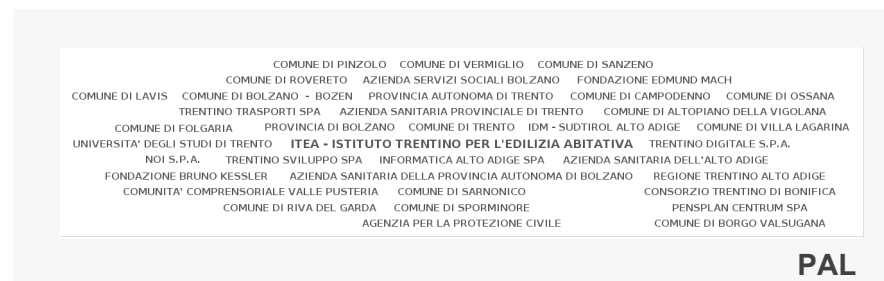 COMUNE DI PINZOLO COMUNE DI VERMIGLIO COMUNE DI SANZENO
COMUNE DI ROVERETO AZIENDA SERVIZI SOCIALI BOLZANO FONDAZIONE EDMUND MACH
COMUNE DI LAVIS COMUNE DI BOLZANO - BOZEN PROVINCIA AUTONOMA DI TRENTO COMUNE DI CAMPODENNO COMUNE DI OSSANA
TRENTINO TRASPORTI SPA AZIENDA SANITARIA PROVINCIALE DI TRENTO COMUNE DI ALTOPIANO DELLA VIGOLANA
COMUNE DI FOLGARIA PROVINCIA DI BOLZANO COMUNE DI TRENTO IDM - SUDTIROL ALTO ADIGE COMUNE DI VILLA LAGARINA
UNIVERSITA' DEGLI STUDI DI TRENTO ITEA - ISTITUTO TRENTINO PER L'EDILIZIA ABITATIVA TRENTINO DIGITALE S.P.A.
NOI S.P.A. TRENTINO SVILUPPO SPA INFORMATICA ALTO ADIGE SPA AZIENDA SANITARIA DELL'ALTO ADIGE
FONDAZIONE BRUNO KESSLER AZIENDA SANITARIA DELLA PROVINCIA AUTONOMA DI BOLZANO REGIONE TRENTINO ALTO ADIGE
COMUNITA' COMPRENSORIALE VALLE PUSTERIA COMUNE DI SARNONICO CONSORZIO TRENTINO DI BONIFICA
COMUNE DI RIVA DEL GARDA COMUNE DI SPORMINORE PENSPLAN CENTRUM SPA
AGENZIA PER LA PROTEZIONE CIVILE COMUNE DI BORGO VALSUGANA
PAL